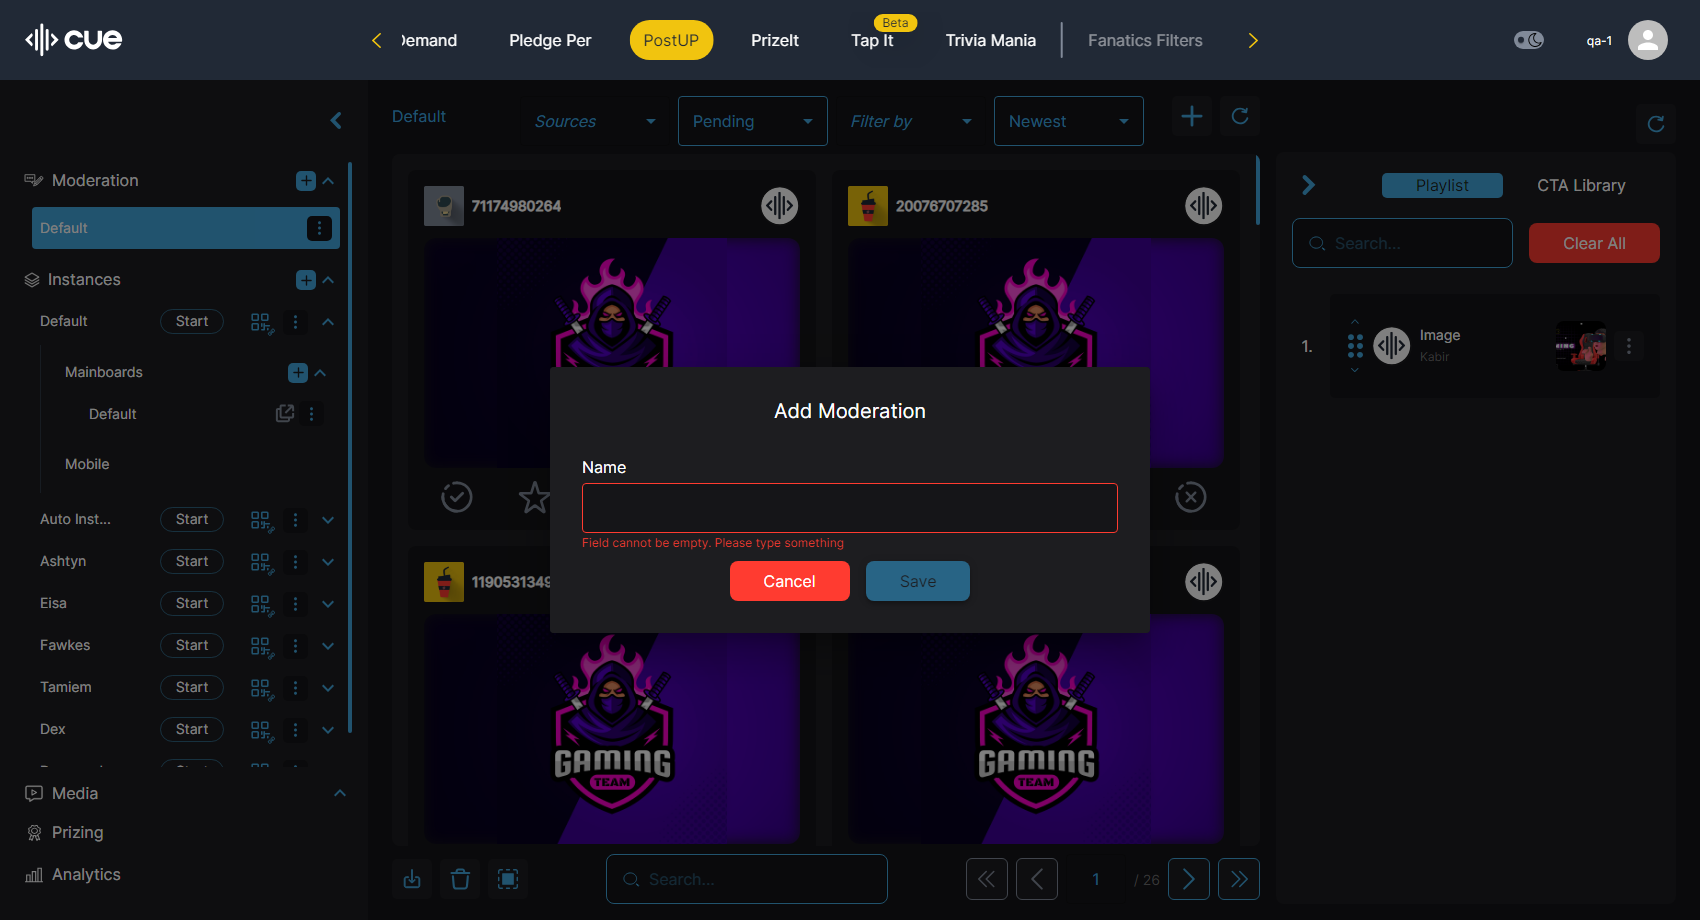 cue
Demand
Pledge Per
PostUP
PrizeIt
Beta
Tap It
Trivia Mania
Fanatics Filters
qa-1
Moderation
Default
Instances
Default
Start
Mainboards
Default
Mobile
Auto Inst...
Start
Ashtyn
Start
Eisa
Start
Fawkes
Start
Tamiem
Start
Dex
Start
Media
Prizing
Analytics
Default
Sources
Pending
Filter by
Newest
71174980264
20076707285
1190531349
GAMING
TEAM
GAMING
TEAM
Add Moderation
Name
Field cannot be empty. Please type something
Cancel
Save
Search...
1
/ 26
Playlist
CTA Library
Search...
Clear All
1.
Image
Kabir